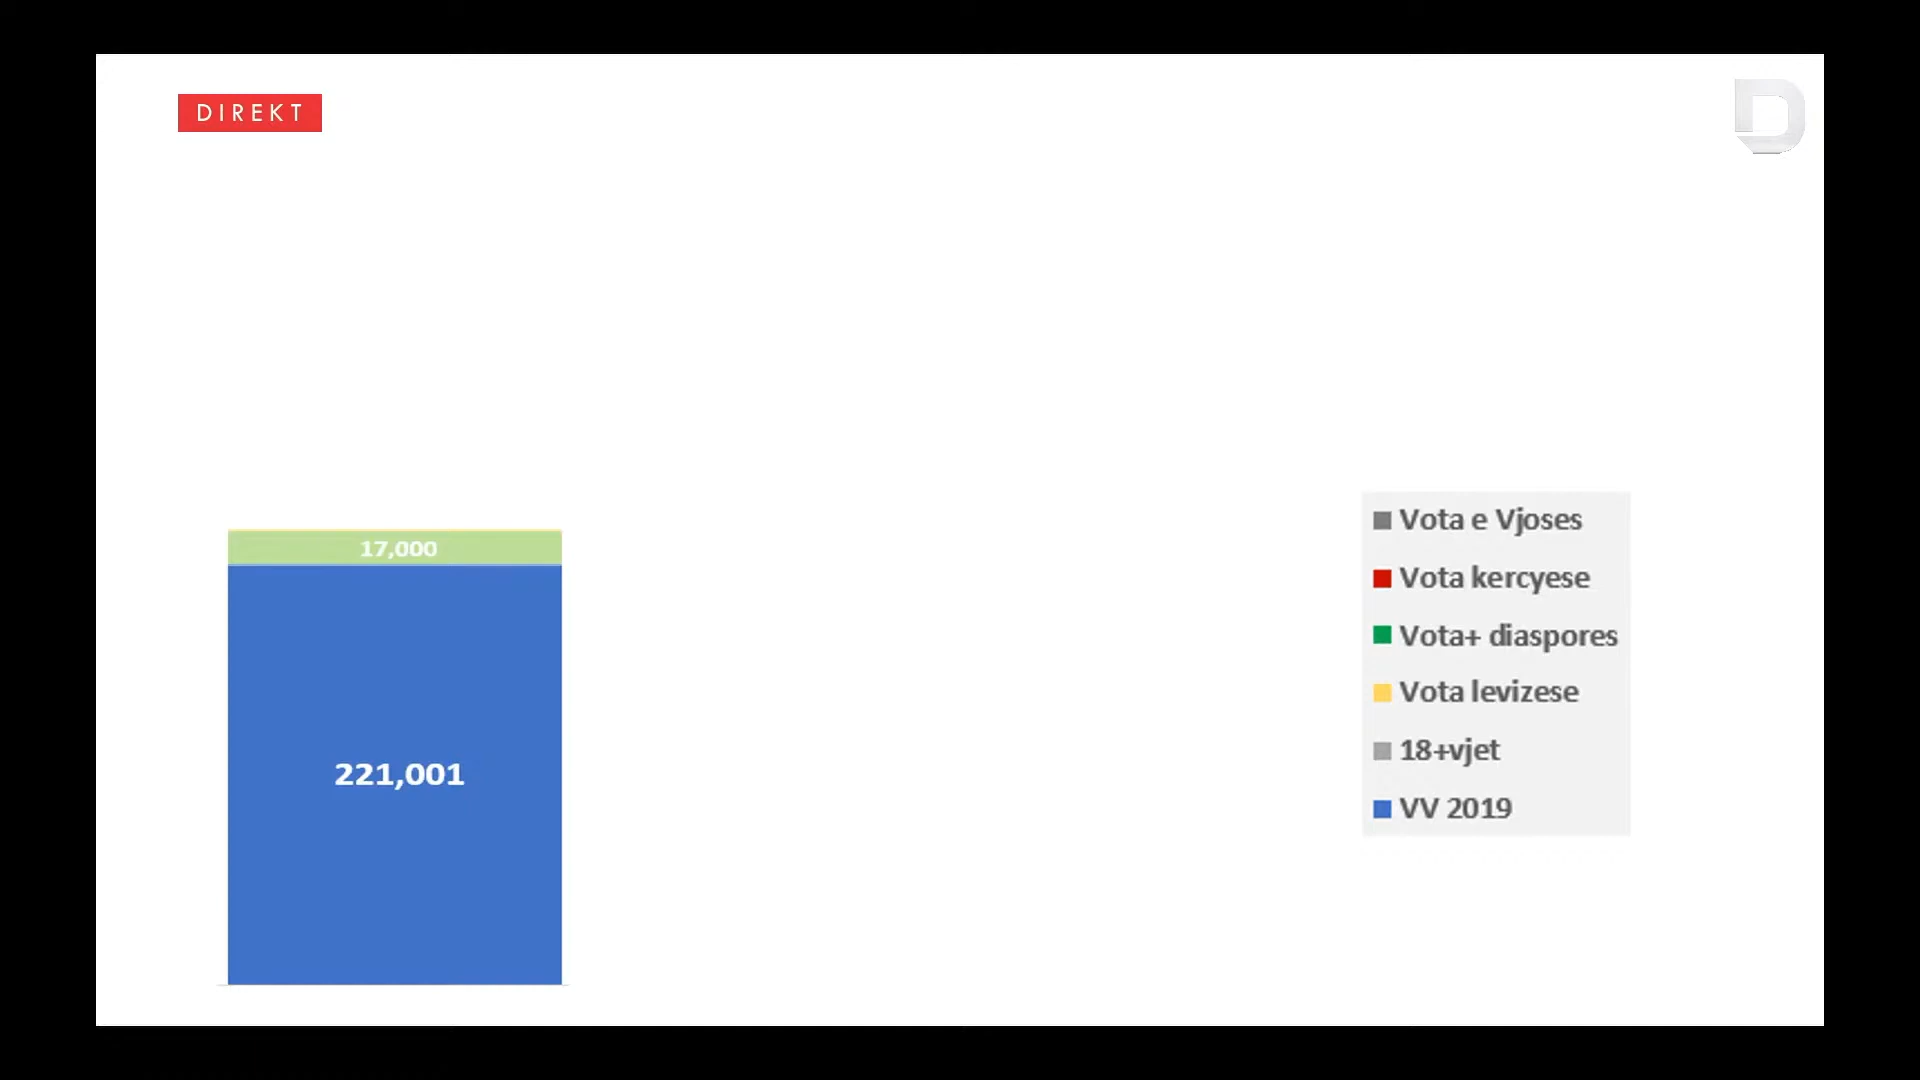 DIREKT
17,000
221,001
Vota e Vjoses
Vota kercyese
Vota+ diaspores
Vota levizese
18+vjet
VV 2019